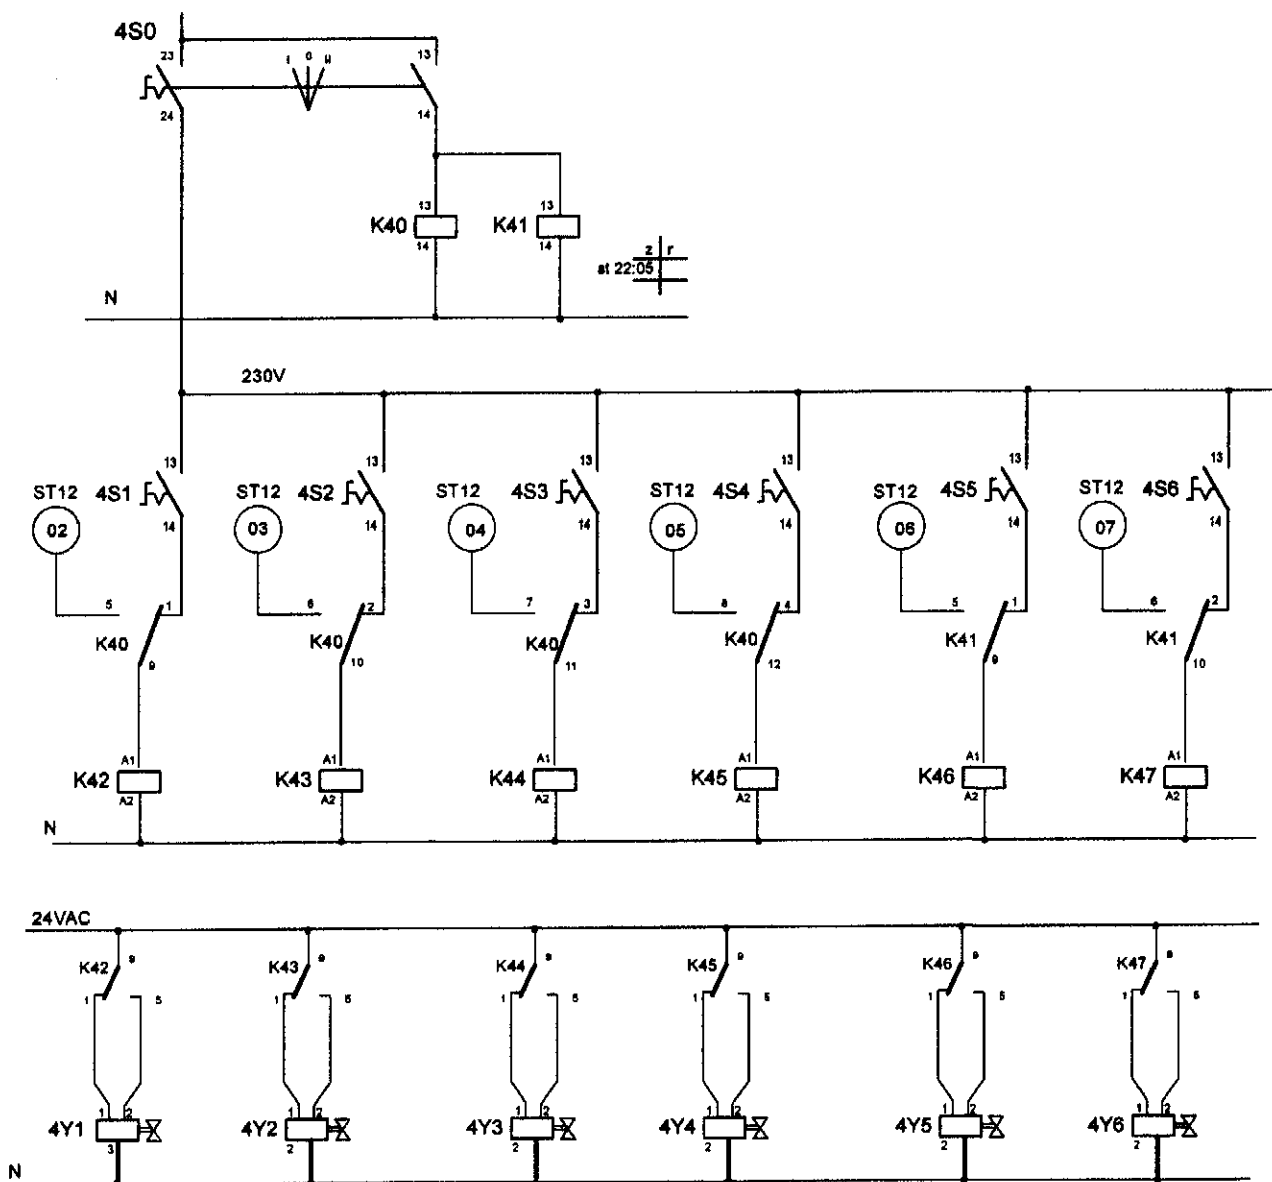 4S0
23
I 0 II
13
24
14
13
13
K40
K41
14
14
z r
st 22:05
N
230V
13 13 13 13 13 13
ST12 4S1 ST12 4S2 ST12 4S3 ST12 4S4 ST12 4S5 ST12 4S6
02 14 03 14 04 14 05 14 06 14 07 14
5 1 6 2 7 3 8 4 5 1 6 2
K40 K40 K40 K40 K41 K41
9 10 11 12 9 10
A1 A1 A1 A1 A1 A1
K42 K43 K44 K45 K46 K47
A2 A2 A2 A2 A2 A2
N
24VAC
K42 9 K43 9 K44 9 K45 9 K46 9 K47 9
1 5 1 5 1 5 1 5 1 5 1 5
1 2 1 2 1 2 1 2 1 2 1 2
4Y1 4Y2 4Y3 4Y4 4Y5 4Y6
3 2 2 2 2 2
N